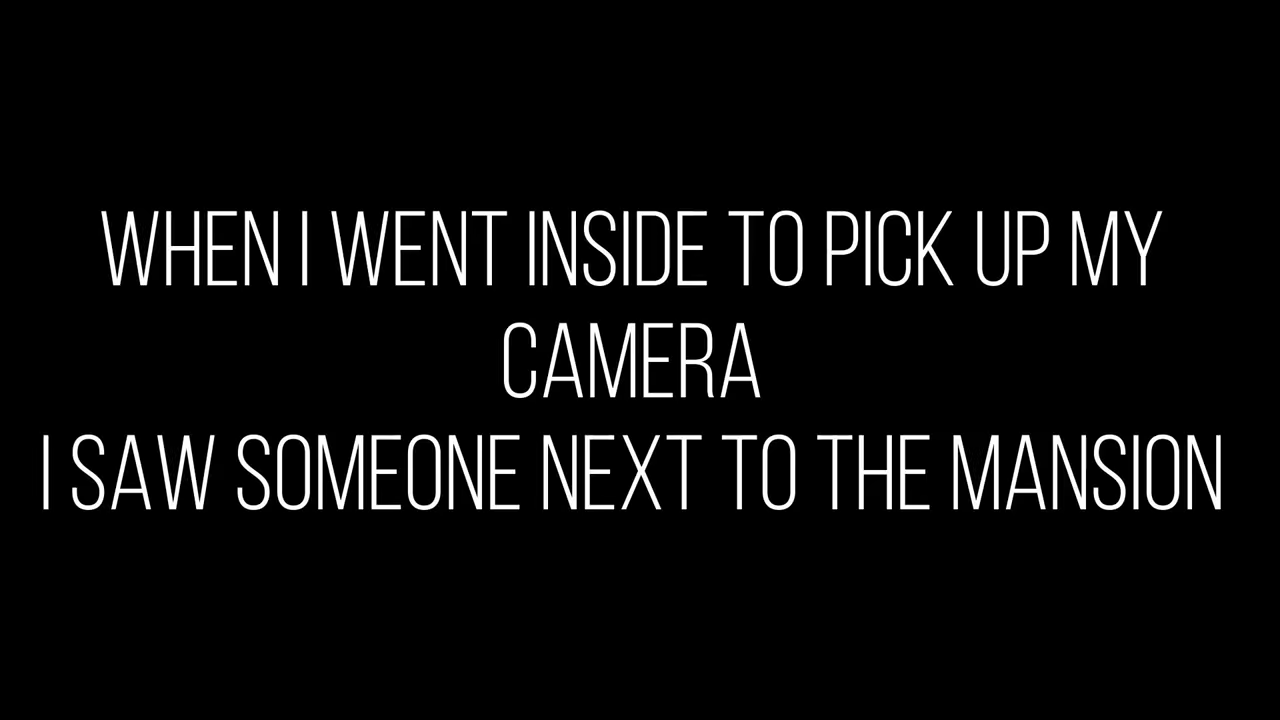 WHEN I WENT INSIDE TO PICK UP MY
CAMERA
I SAW SOMEONE NEXT TO THE MANSION